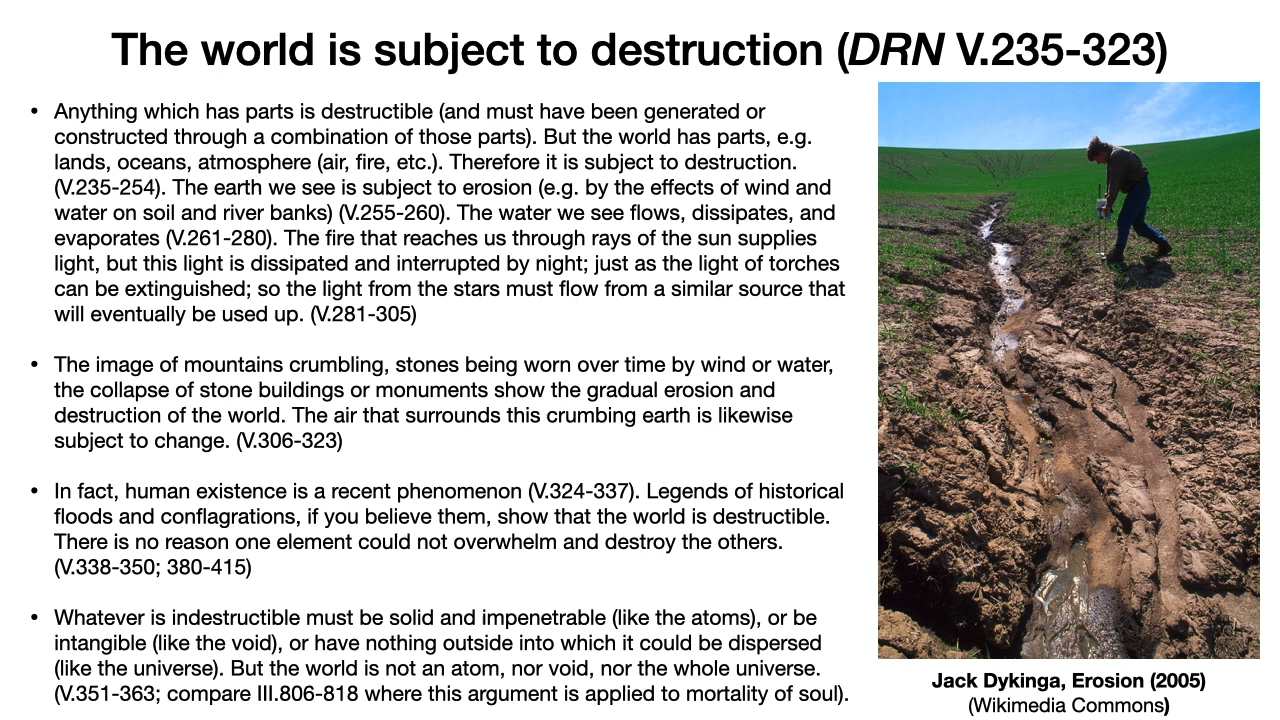 The world is subject to destruction (DRN V.235-323)
• Anything which has parts is destructible (and must have been generated or
constructed through a combination of those parts). But the world has parts, e.g.
lands, oceans, atmosphere (air, fire, etc.). Therefore it is subject to destruction.
(V.235-254). The earth we see is subject to erosion (e.g. by the effects of wind and
water on soil and river banks) (V.255-260). The water we see flows, dissipates, and
evaporates (V.261-280). The fire that reaches us through rays of the sun supplies
light, but this light is dissipated and interrupted by night; just as the light of torches
can be extinguished; so the light from the stars must flow from a similar source that
will eventually be used up. (V.281-305)
• The image of mountains crumbling, stones being worn over time by wind or water,
the collapse of stone buildings or monuments show the gradual erosion and
destruction of the world. The air that surrounds this crumbing earth is likewise
subject to change. (V.306-323)
• In fact, human existence is a recent phenomenon (V.324-337). Legends of historical
floods and conflagrations, if you believe them, show that the world is destructible.
There is no reason one element could not overwhelm and destroy the others.
(V.338-350; 380-415)
• Whatever is indestructible must be solid and impenetrable (like the atoms), or be
intangible (like the void), or have nothing outside into which it could be dispersed
(like the universe). But the world is not an atom, nor void, nor the whole universe.
(V.351-363; compare III.806-818 where this argument is applied to mortality of soul).
Jack Dykinga, Erosion (2005)
(Wikimedia Commons)